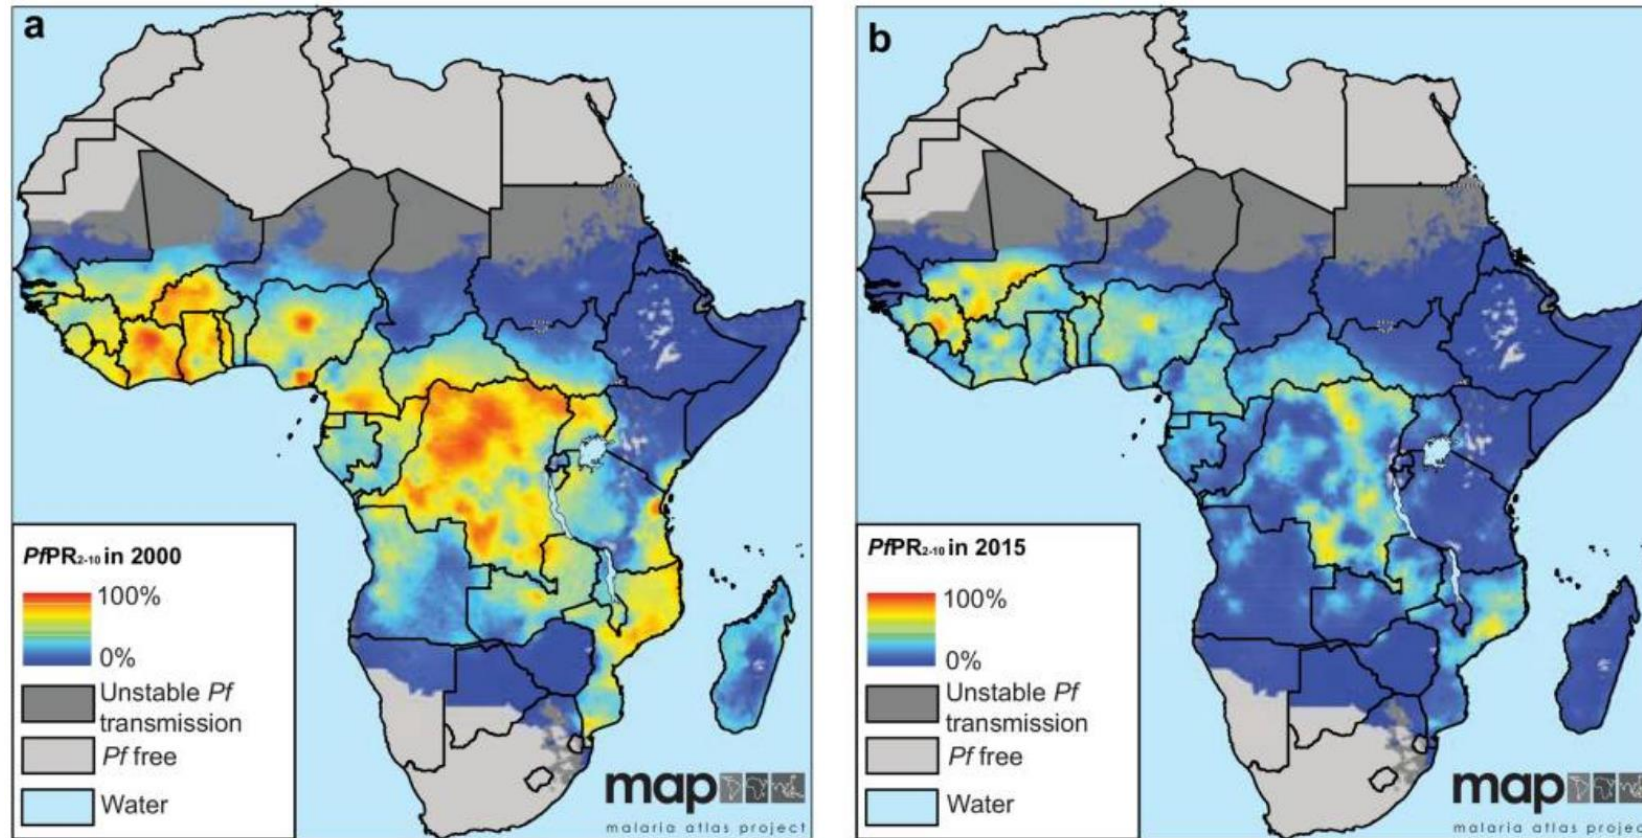 a
PfPR2-10 in 2000
100%
0%
Unstable Pf
transmission
Pf free
Water
map
malaria atlas project
b
PfPR2-10 in 2015
100%
0%
Unstable Pf
transmission
Pf free
Water
map
malaria atlas project